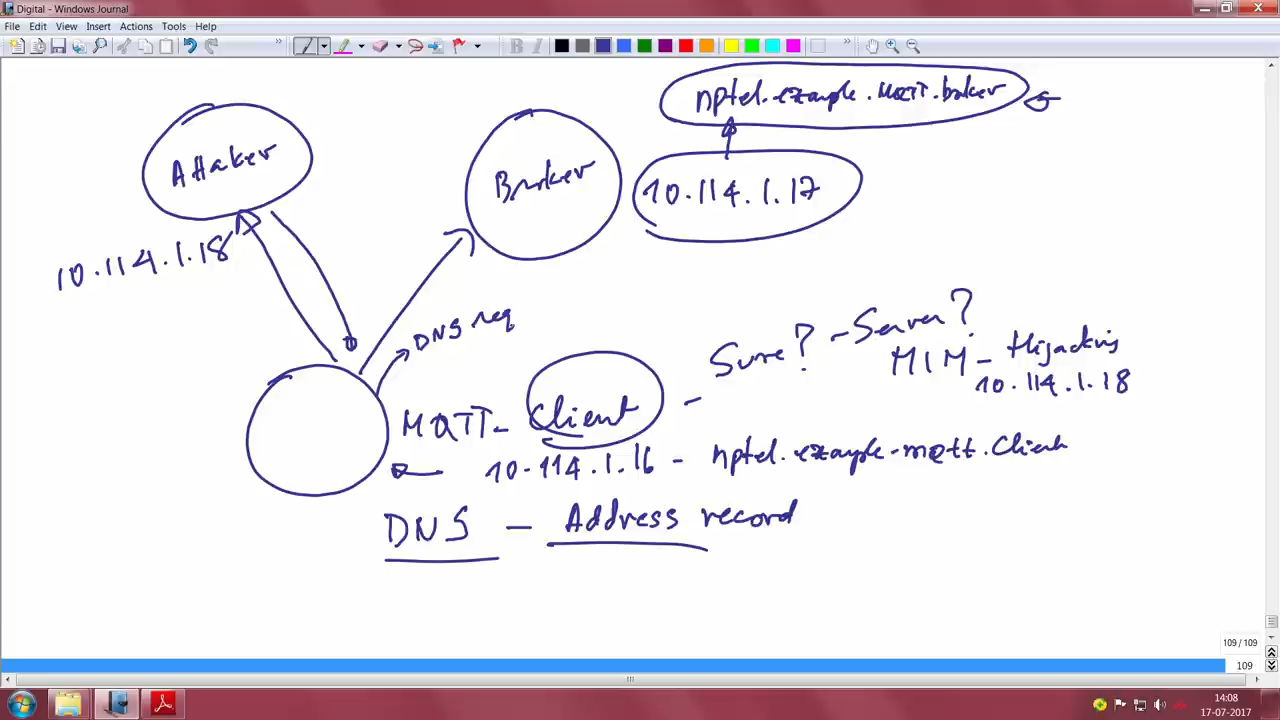 Digital - Windows Journal
File Edit View Insert Actions Tools Help
B I
nptel.example.MQTT.broker
Attaker
Broker
10.114.1.17
10.114.1.18
DNS req
Sure? - Server?
MIM - Hijacking
10.114.1.18
MQTT - Client -
10.114.1.16 - nptel.example-mqtt.Client
DNS - Address record
109 / 109
109
14:08
17-07-2017